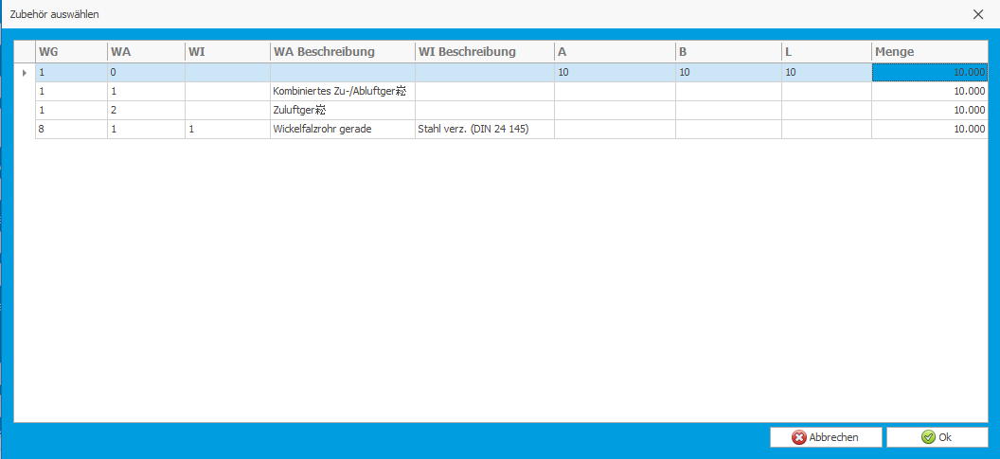 Zubehör auswählen
WG WA WI WA Beschreibung WI Beschreibung A B L Menge
1 0 10 10 10 10.000
1 1 Kombiniertes Zu-/Abluftger崧 10.000
1 2 Zuluftger崧 10.000
8 1 1 Wickelfalzrohr gerade Stahl verz. (DIN 24 145) 10.000
Abbrechen Ok